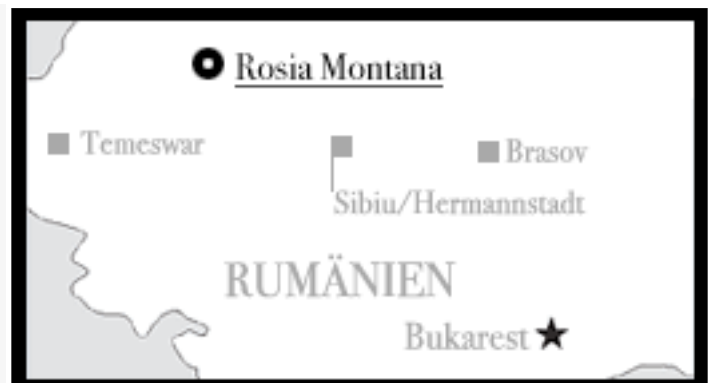 Rosia Montana
Temeswar
Brasov
Sibiu/Hermannstadt
RUMÄNIEN
Bukarest